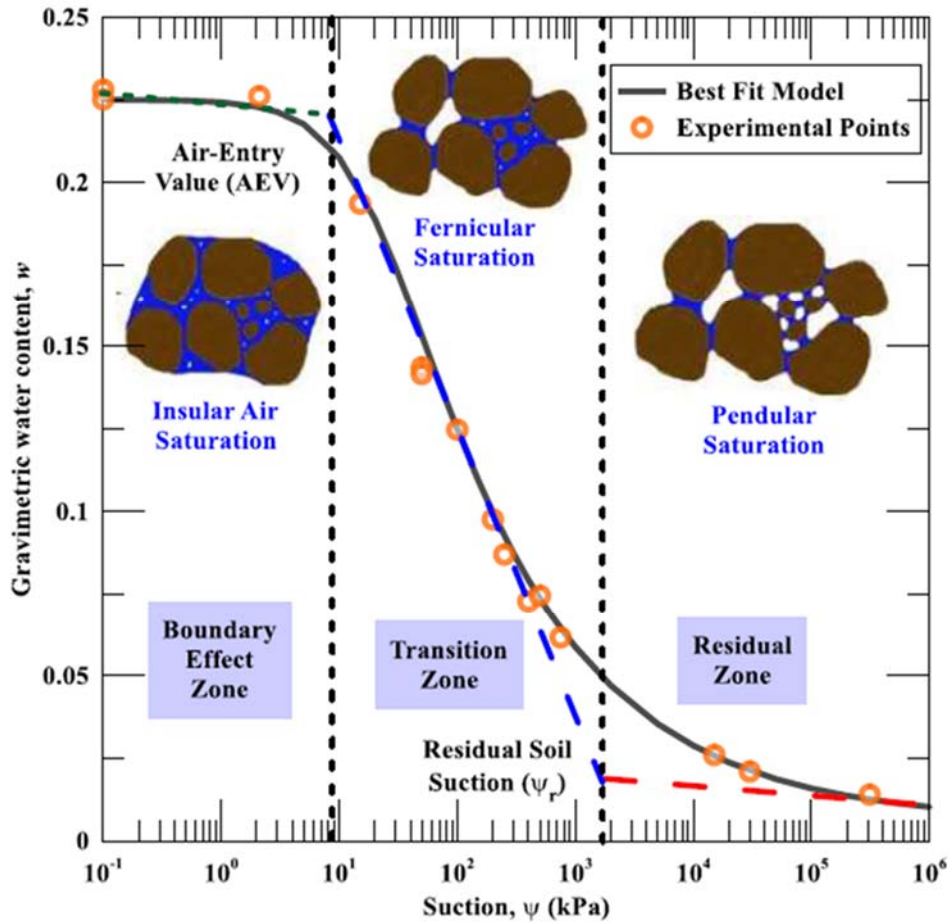 0.25
0.2
0.15
0.1
0.05
0
Gravimetric water content, w
Best Fit Model
Experimental Points
Air-Entry
Value (AEV)
Fernicular
Saturation
Insular Air
Saturation
Pendular
Saturation
Boundary
Effect
Zone
Transition
Zone
Residual
Zone
Residual Soil
Suction (ψr)
10⁻¹ 10⁰ 10¹ 10² 10³ 10⁴ 10⁵ 10⁶
Suction, ψ (kPa)